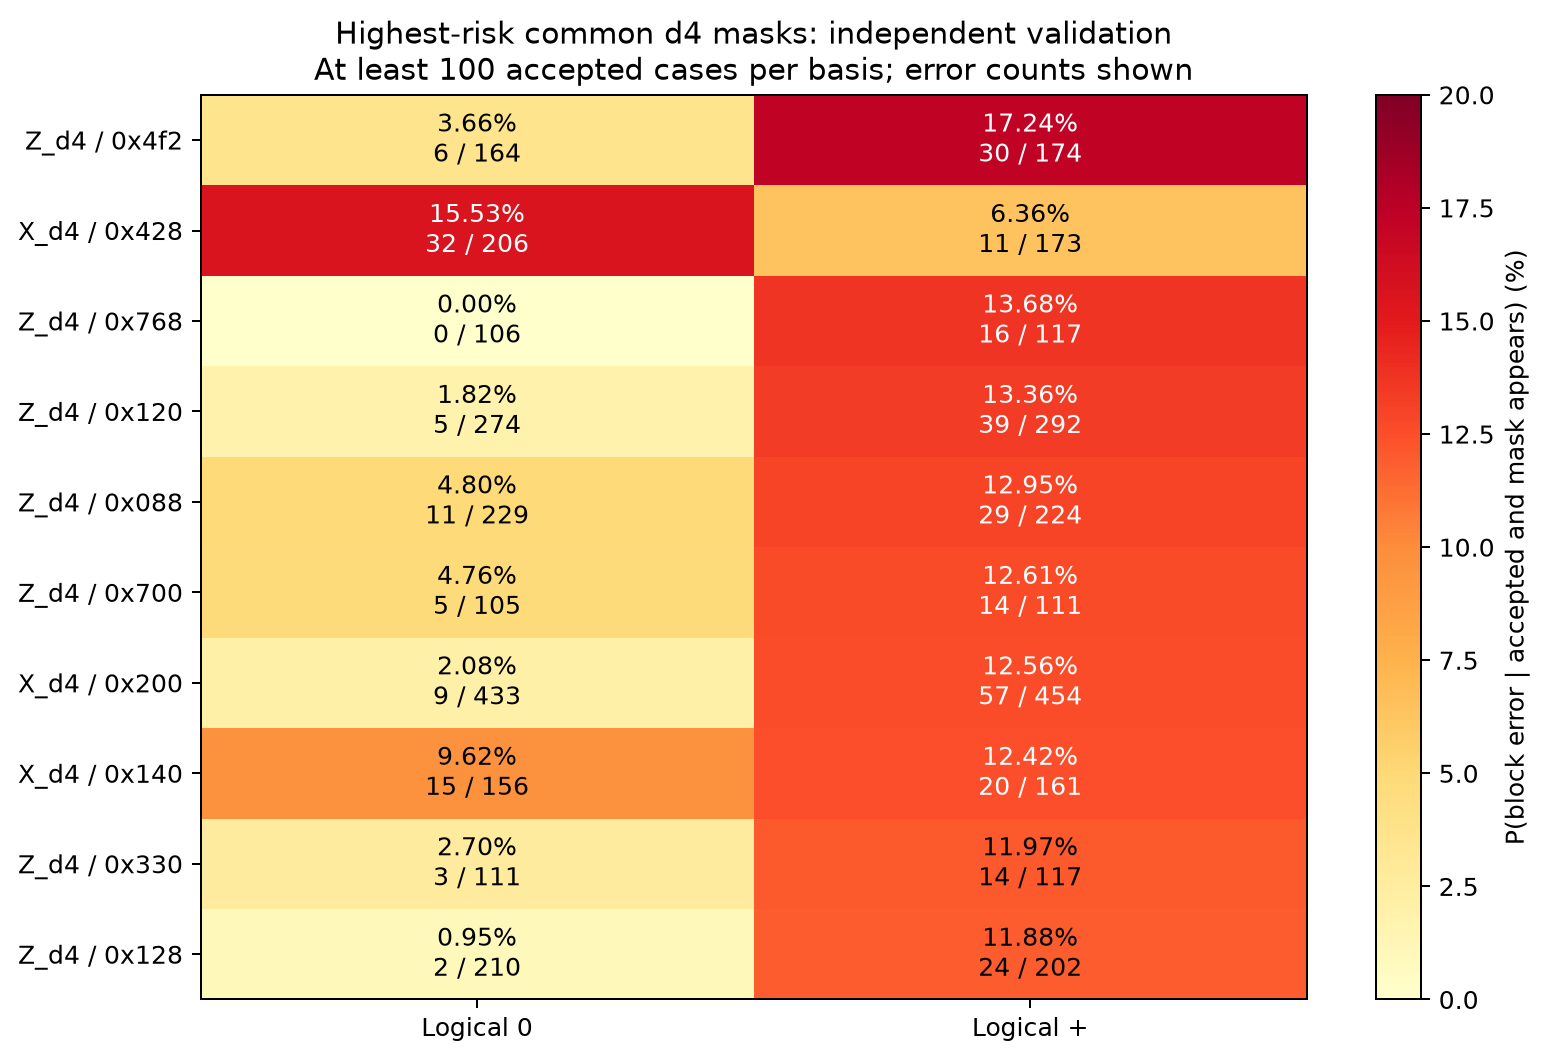 Highest-risk common d4 masks: independent validation
At least 100 accepted cases per basis; error counts shown
Z_d4 / 0x4f2
3.66%
6 / 164
17.24%
30 / 174
X_d4 / 0x428
15.53%
32 / 206
6.36%
11 / 173
Z_d4 / 0x768
0.00%
0 / 106
13.68%
16 / 117
Z_d4 / 0x120
1.82%
5 / 274
13.36%
39 / 292
Z_d4 / 0x088
4.80%
11 / 229
12.95%
29 / 224
Z_d4 / 0x700
4.76%
5 / 105
12.61%
14 / 111
X_d4 / 0x200
2.08%
9 / 433
12.56%
57 / 454
X_d4 / 0x140
9.62%
15 / 156
12.42%
20 / 161
Z_d4 / 0x330
2.70%
3 / 111
11.97%
14 / 117
Z_d4 / 0x128
0.95%
2 / 210
11.88%
24 / 202
Logical 0
Logical +
20.0
17.5
15.0
12.5
10.0
7.5
5.0
2.5
0.0
P(block error | accepted and mask appears) (%)